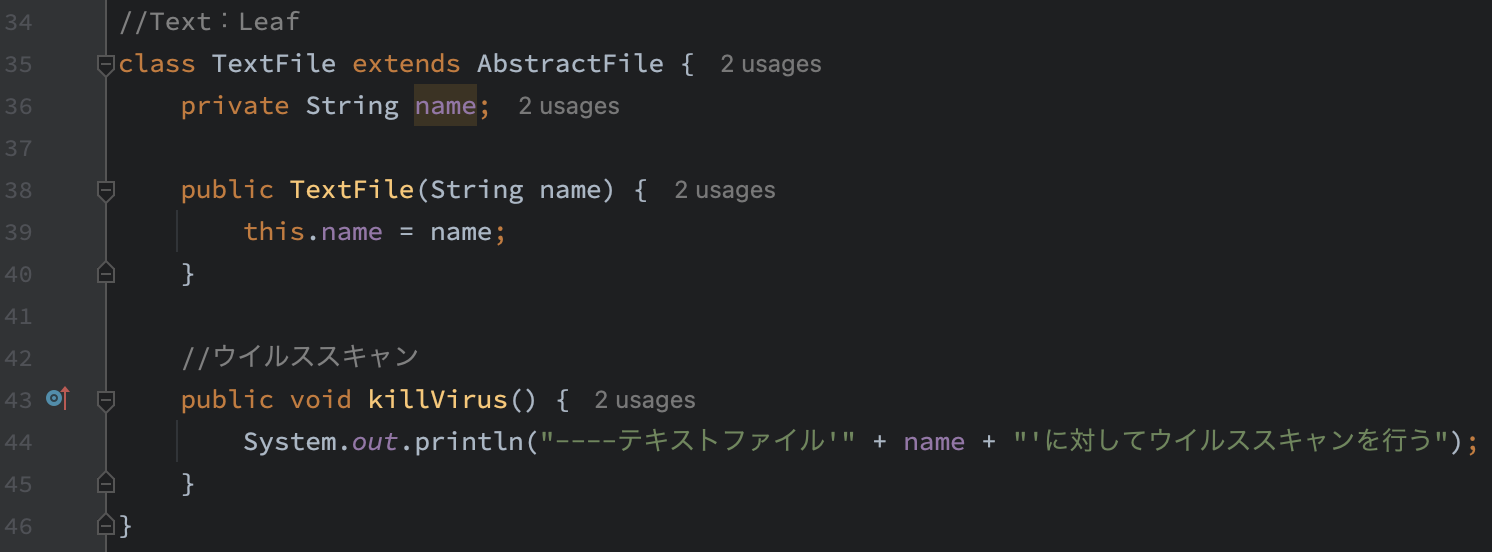 34 //Text：Leaf
35 class TextFile extends AbstractFile { 2 usages
36 private String name; 2 usages
37
38 public TextFile(String name) { 2 usages
39 this.name = name;
40 }
41
42 //ウイルススキャン
43 public void killVirus() { 2 usages
44 System.out.println("----テキストファイル'" + name + "'に対してウイルススキャンを行う");
45 }
46 }